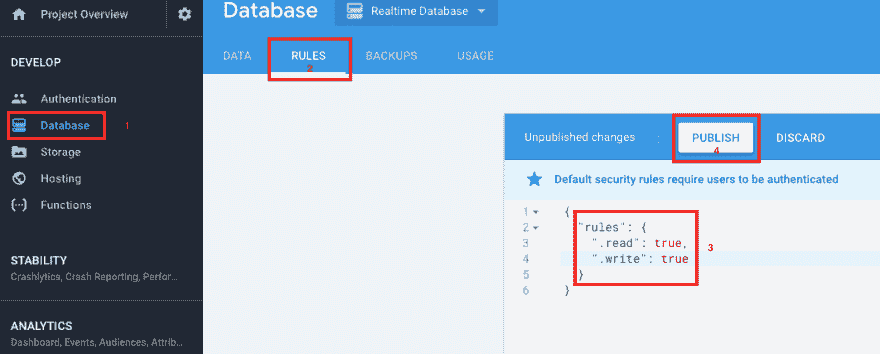 Project Overview
Database
Realtime Database
DATA
RULES
2
BACKUPS
USAGE
DEVELOP
Authentication
Database
1
Storage
Hosting
Functions
STABILITY
Crashlytics, Crash Reporting, Perfor...
ANALYTICS
Dashboard, Events, Audiences, Attrib...
Unpublished changes :
PUBLISH
4
DISCARD
Default security rules require users to be authenticated
1 {
2 "rules": {
3 ".read": true,
4 ".write": true
5 }
6 }
3